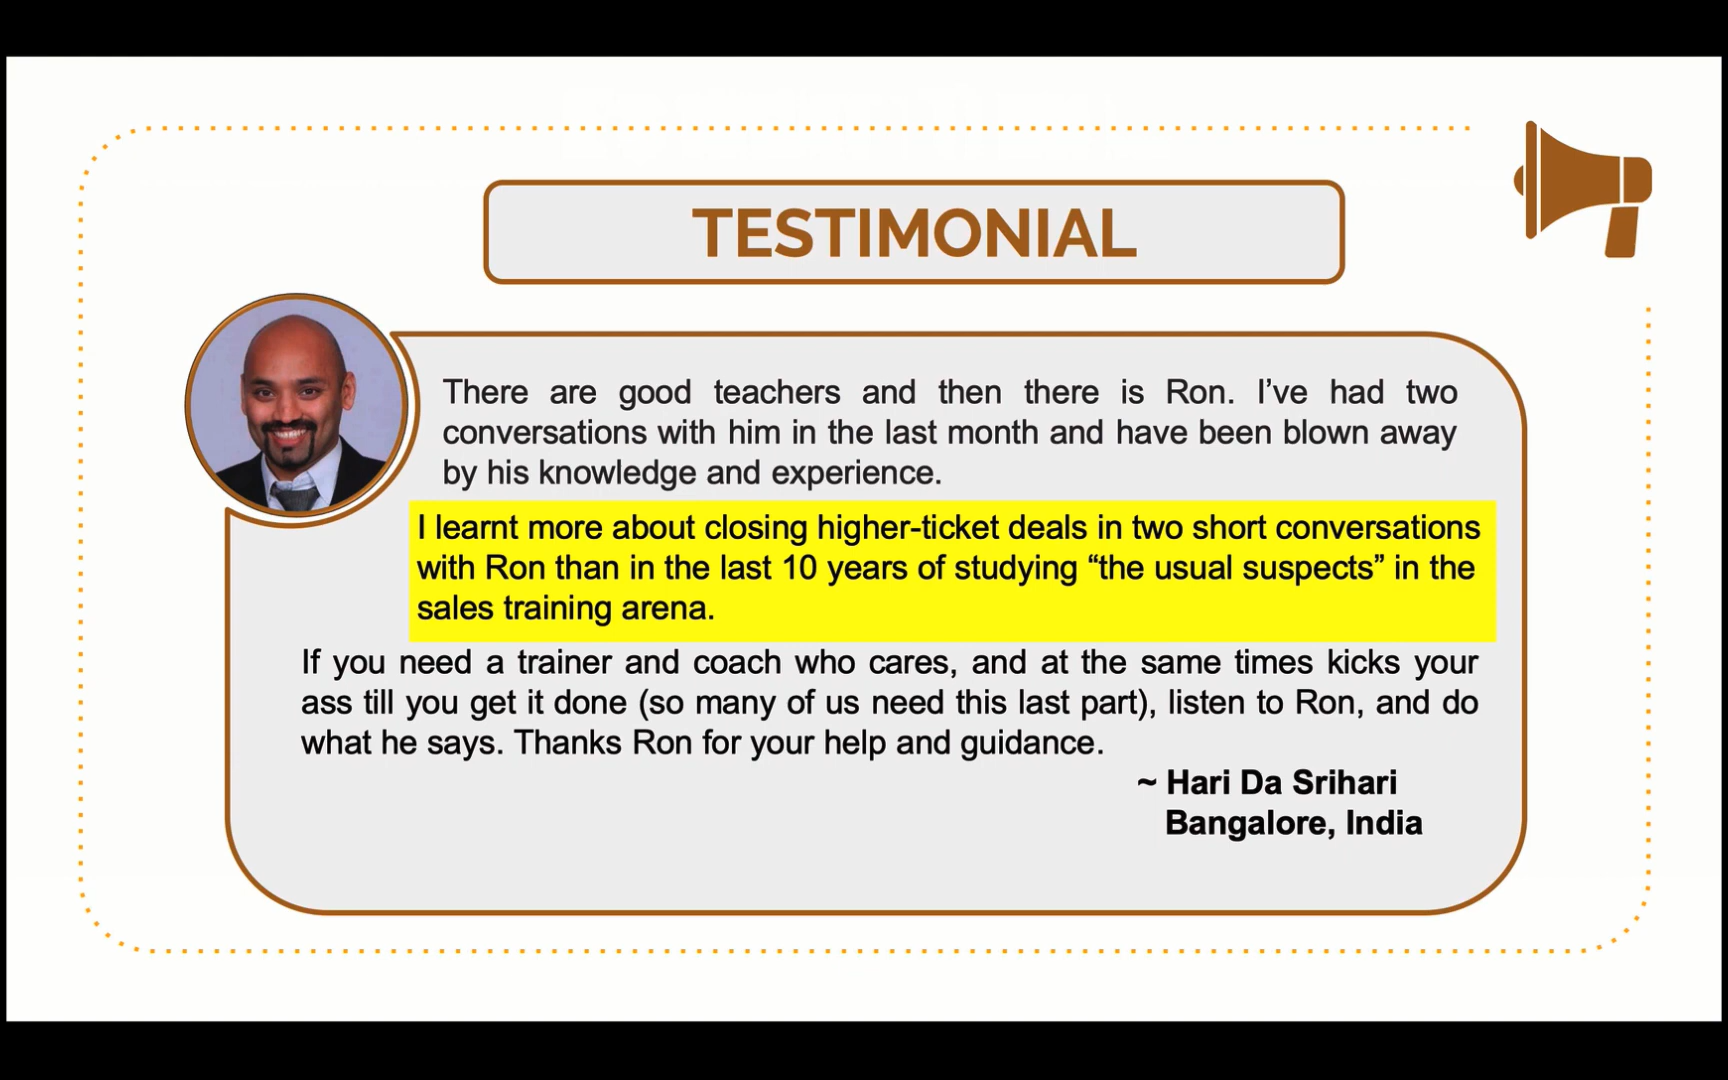 TESTIMONIAL
There are good teachers and then there is Ron. I’ve had two
conversations with him in the last month and have been blown away
by his knowledge and experience.
I learnt more about closing higher-ticket deals in two short conversations
with Ron than in the last 10 years of studying “the usual suspects” in the
sales training arena.
If you need a trainer and coach who cares, and at the same times kicks your
ass till you get it done (so many of us need this last part), listen to Ron, and do
what he says. Thanks Ron for your help and guidance.
~ Hari Da Srihari
Bangalore, India